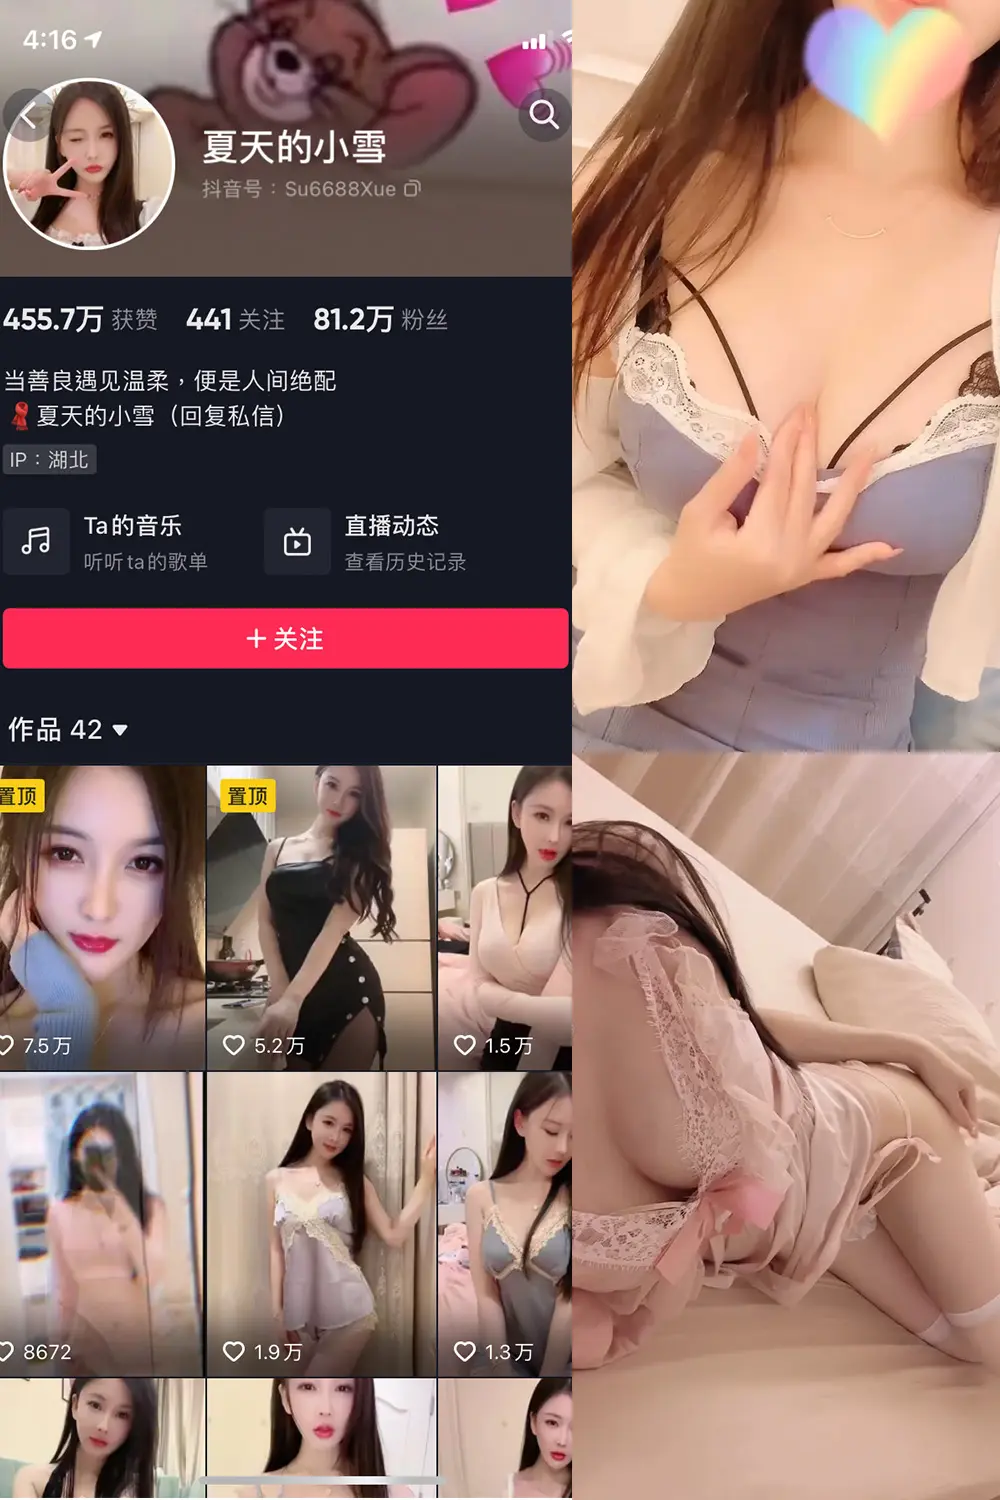 4:16
夏天的小雪
抖音号：Su6688Xue
455.7万 获赞 441 关注 81.2万 粉丝
当善良遇见温柔，便是人间绝配
夏天的小雪（回复私信）
IP：湖北
Ta的音乐
听听ta的歌单
直播动态
查看历史记录
+ 关注
作品 42
置顶
置顶
7.5万
5.2万
1.5万
8672
1.9万
1.3万